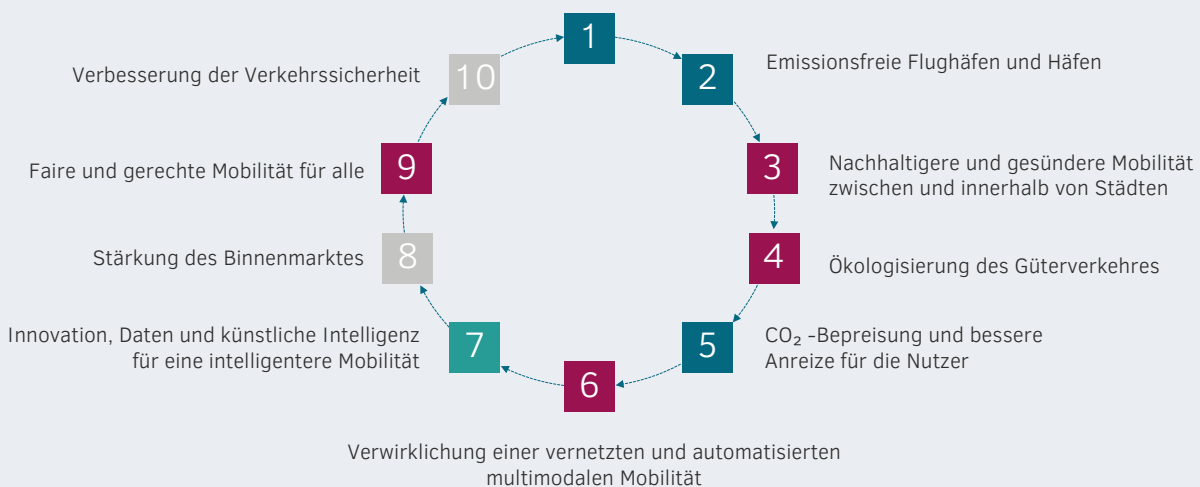 1
2
Emissionsfreie Flughäfen und Häfen
3
Nachhaltigere und gesündere Mobilität
zwischen und innerhalb von Städten
4
Ökologisierung des Güterverkehres
5
CO₂ -Bepreisung und bessere
Anreize für die Nutzer
6
Verwirklichung einer vernetzten und automatisierten
multimodalen Mobilität
7
Innovation, Daten und künstliche Intelligenz
für eine intelligentere Mobilität
8
Stärkung des Binnenmarktes
9
Faire und gerechte Mobilität für alle
10
Verbesserung der Verkehrssicherheit